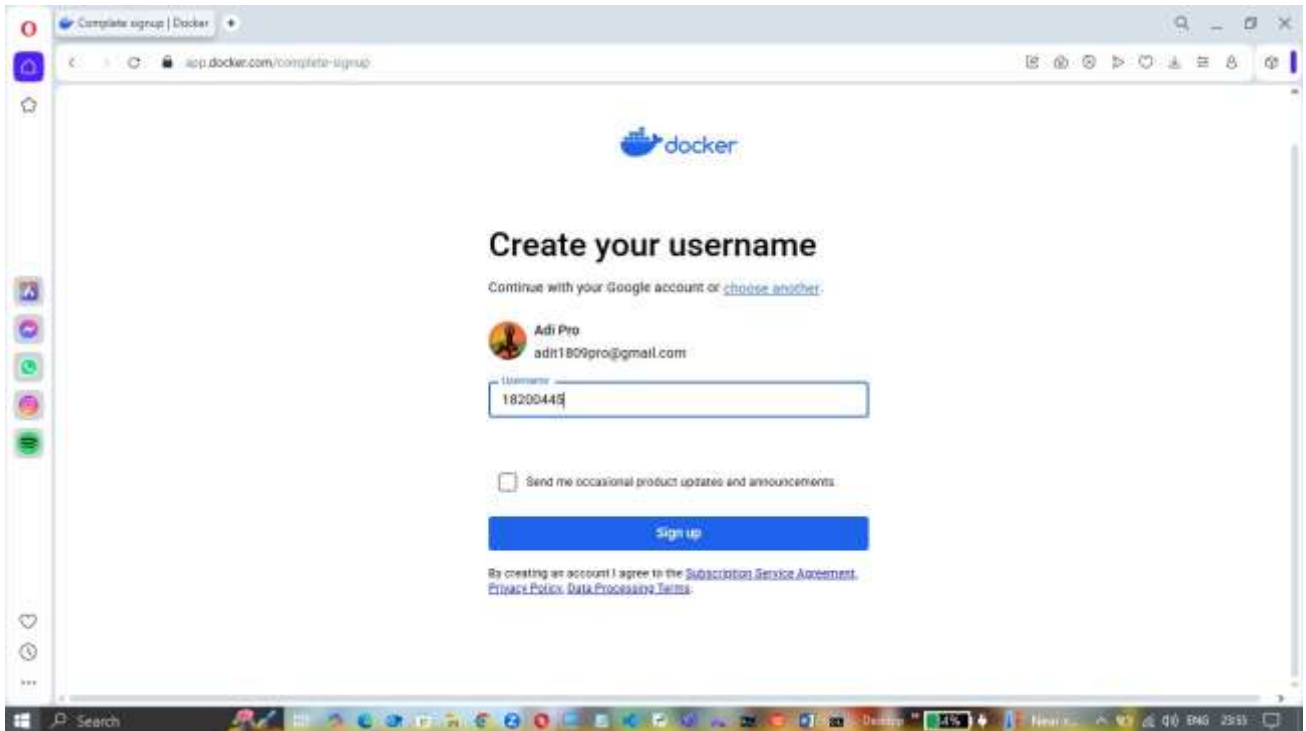 Complete signup | Docker
app.docker.com/complete-signup
docker
Create your username
Continue with your Google account or choose another.
Adi Pro
adit1809pro@gmail.com
Username
18200445
Send me occasional product updates and announcements
Sign up
By creating an account I agree to the Subscription Service Agreement,
Privacy Policy, Data Processing Terms.
Search
ENG 23:55